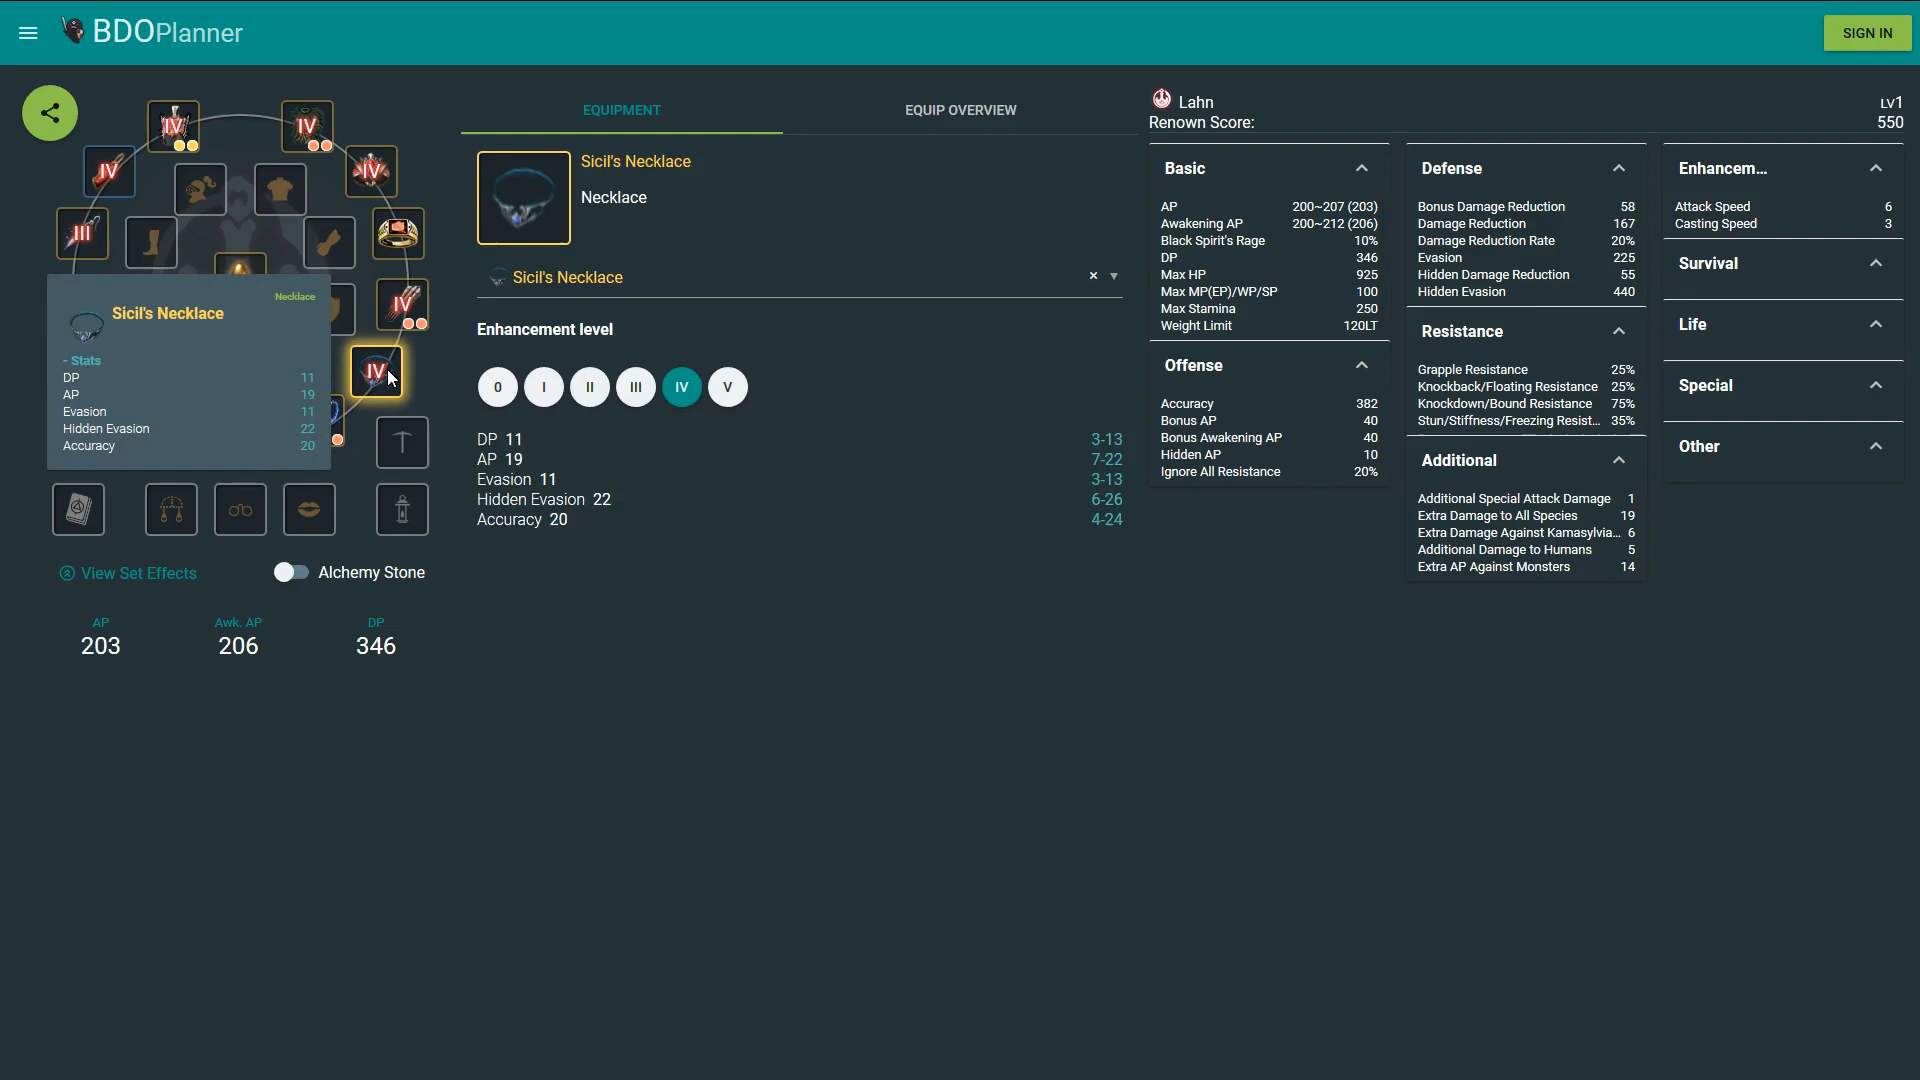 BDOPlanner
SIGN IN
IV
IV
IV
IV
III
IV
IV
EQUIPMENT
EQUIP OVERVIEW
Sicil's Necklace
Necklace
Sicil's Necklace
Enhancement level
0 I II III IV V
DP 11 3-13
AP 19 7-22
Evasion 11 3-13
Hidden Evasion 22 6-26
Accuracy 20 4-24
Necklace
Sicil's Necklace
- Stats
DP 11
AP 19
Evasion 11
Hidden Evasion 22
Accuracy 20
View Set Effects
Alchemy Stone
AP Awk. AP DP
203 206 346
Lahn LV1
Renown Score: 550
Basic
AP 200~207 (203)
Awakening AP 200~212 (206)
Black Spirit's Rage 10%
DP 346
Max HP 925
Max MP(EP)/WP/SP 100
Max Stamina 250
Weight Limit 120LT
Offense
Accuracy 382
Bonus AP 40
Bonus Awakening AP 40
Hidden AP 10
Ignore All Resistance 20%
Defense
Bonus Damage Reduction 58
Damage Reduction 167
Damage Reduction Rate 20%
Evasion 225
Hidden Damage Reduction 55
Hidden Evasion 440
Resistance
Grapple Resistance 25%
Knockback/Floating Resistance 25%
Knockdown/Bound Resistance 75%
Stun/Stiffness/Freezing Resist... 35%
Additional
Additional Special Attack Damage 1
Extra Damage to All Species 19
Extra Damage Against Kamasylvia... 6
Additional Damage to Humans 5
Extra AP Against Monsters 14
Enhancem...
Attack Speed 6
Casting Speed 3
Survival
Life
Special
Other